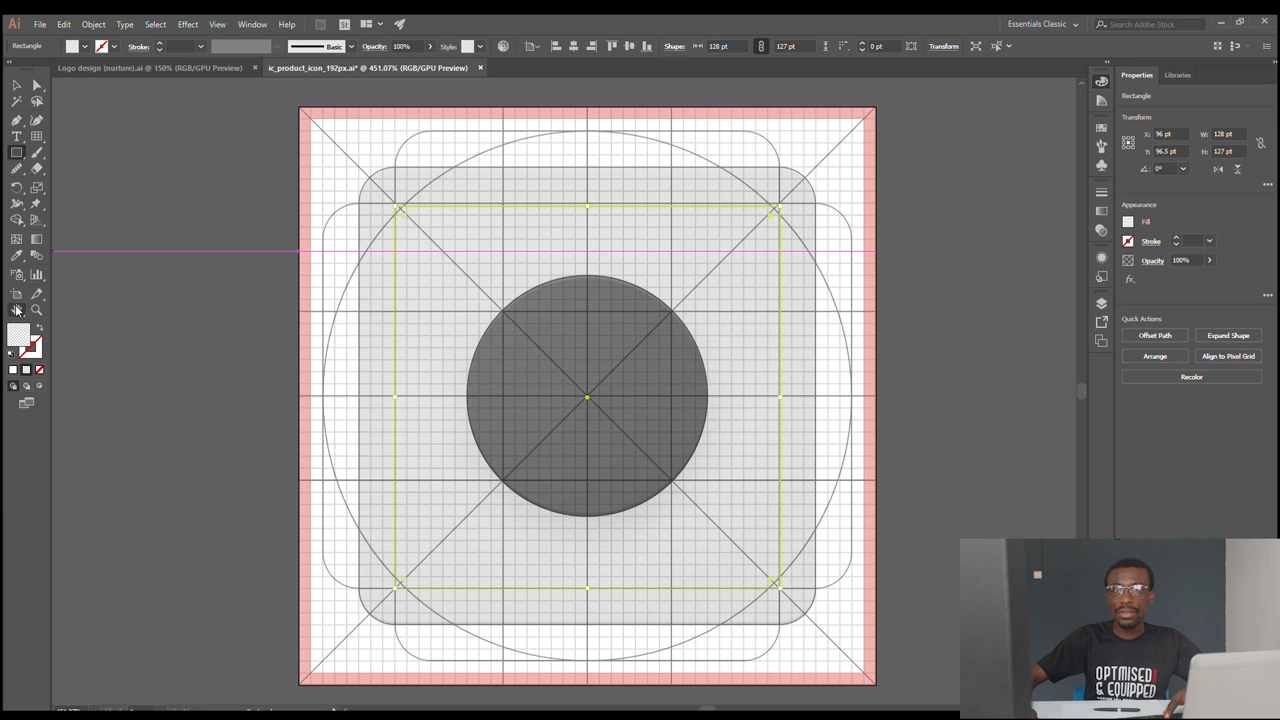 Ai File Edit Object Type Select Effect View Window Help Br St Essentials Classic Search Adobe Stock
Rectangle Stroke: Basic Opacity: 100% Style: Shape: 128 pt 127 pt 0 pt Transform
Logo design (nurture).ai @ 150% (RGB/GPU Preview) × ic_product_icon_192px.ai* @ 451.07% (RGB/GPU Preview) ×
Properties Libraries
Rectangle
Transform
X: 96 pt W: 128 pt
Y: 96.5 pt H: 127 pt
0°
Appearance
Fill
Stroke
Opacity 100%
fx.
Quick Actions
Offset Path Expand Shape
Arrange Align to Pixel Grid
Recolor
OPTMISED
& EQUIPPED